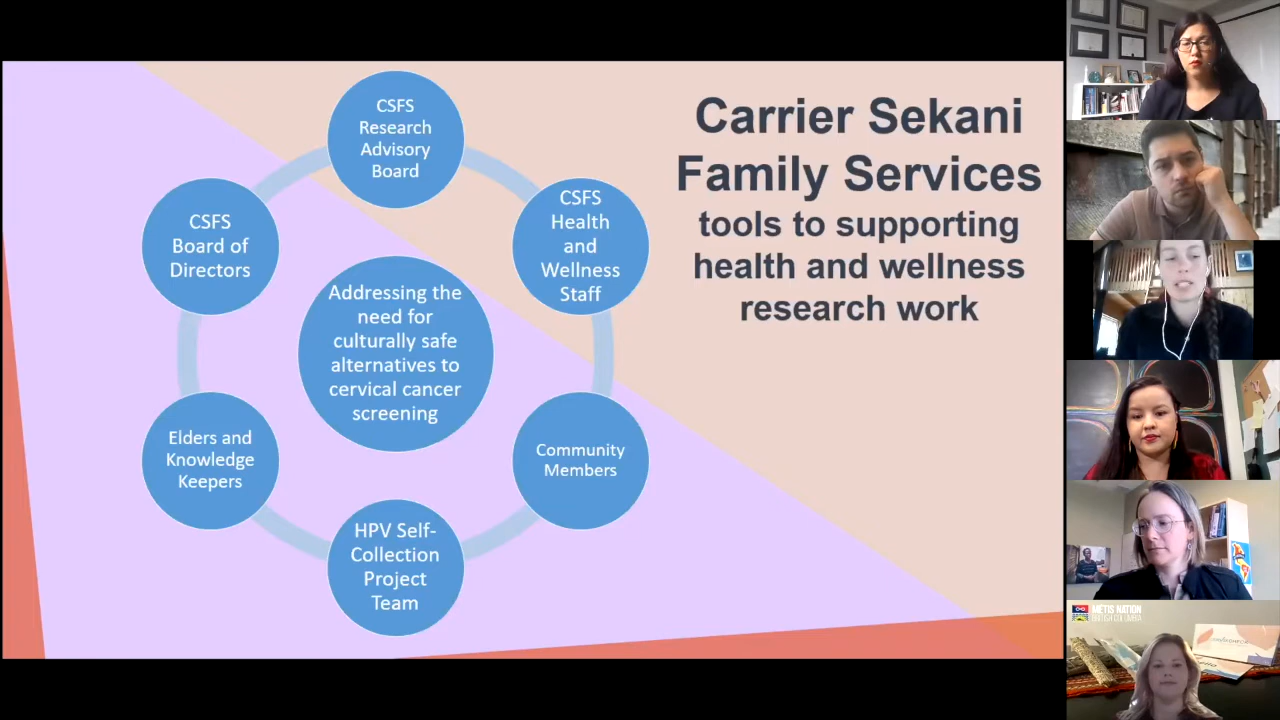 Carrier Sekani
Family Services
tools to supporting
health and wellness
research work
CSFS
Research
Advisory
Board
CSFS
Health
and
Wellness
Staff
Community
Members
HPV Self-
Collection
Project
Team
Elders and
Knowledge
Keepers
CSFS
Board of
Directors
Addressing the
need for
culturally safe
alternatives to
cervical cancer
screening
MÉTIS NATION
BRITISH COLUMBIA